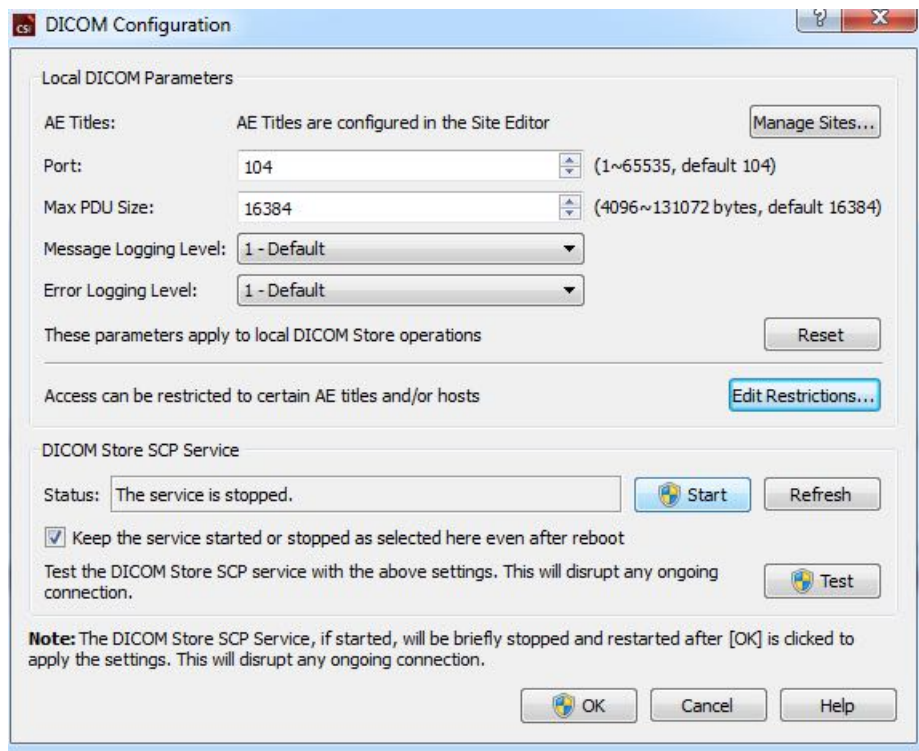 CSI DICOM Configuration
Local DICOM Parameters
AE Titles: AE Titles are configured in the Site Editor Manage Sites...
Port: 104 (1~65535, default 104)
Max PDU Size: 16384 (4096~131072 bytes, default 16384)
Message Logging Level: 1 - Default
Error Logging Level: 1 - Default
These parameters apply to local DICOM Store operations Reset
Access can be restricted to certain AE titles and/or hosts Edit Restrictions...
DICOM Store SCP Service
Status: The service is stopped. Start Refresh
Keep the service started or stopped as selected here even after reboot
Test the DICOM Store SCP service with the above settings. This will disrupt any ongoing
connection. Test
Note: The DICOM Store SCP Service, if started, will be briefly stopped and restarted after [OK] is clicked to
apply the settings. This will disrupt any ongoing connection.
OK Cancel Help